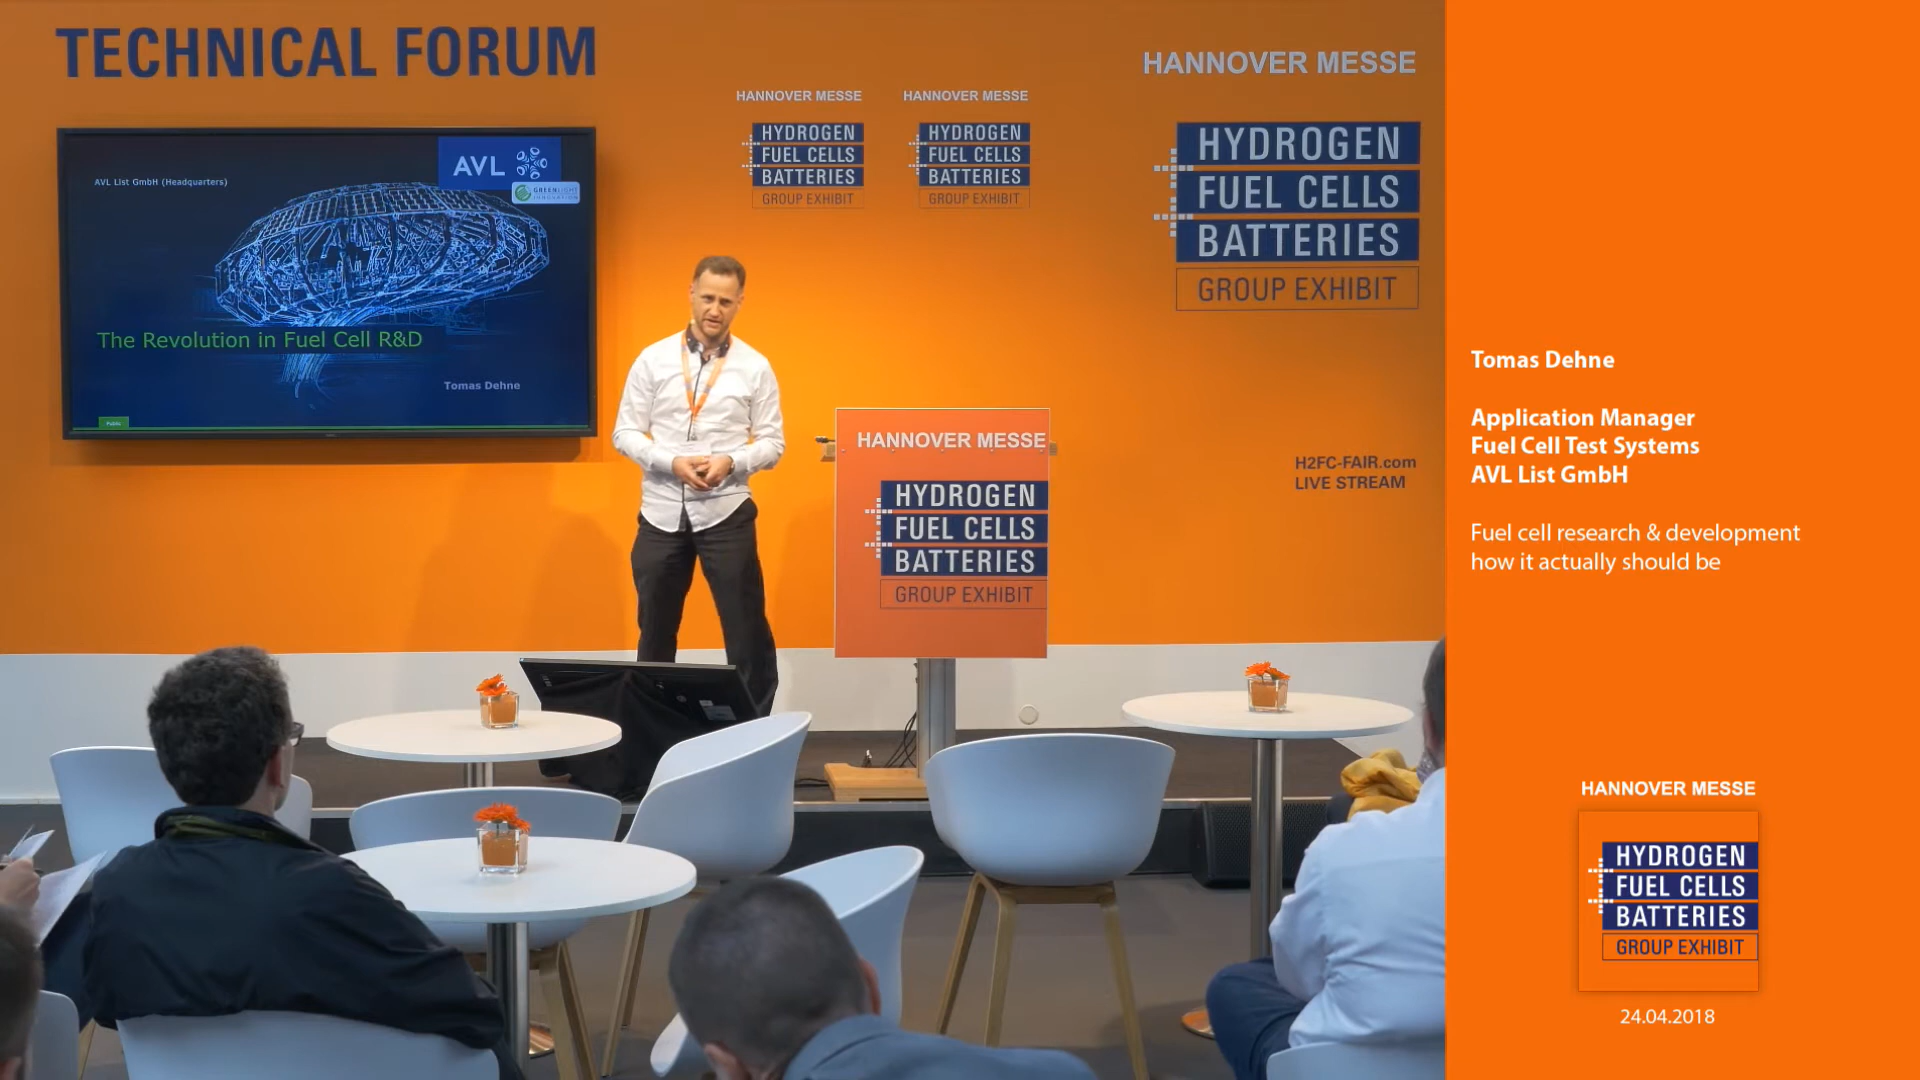 TECHNICAL FORUM
AVL
AVL List GmbH (Headquarters)
GREENLIGHT
INNOVATION
The Revolution in Fuel Cell R&D
Tomas Dehne
Public
HANNOVER MESSE
HYDROGEN
FUEL CELLS
BATTERIES
GROUP EXHIBIT
HANNOVER MESSE
HYDROGEN
FUEL CELLS
BATTERIES
GROUP EXHIBIT
HANNOVER MESSE
HYDROGEN
FUEL CELLS
BATTERIES
GROUP EXHIBIT
HANNOVER MESSE
HYDROGEN
FUEL CELLS
BATTERIES
GROUP EXHIBIT
H2FC-FAIR.com
LIVE STREAM
Tomas Dehne
Application Manager
Fuel Cell Test Systems
AVL List GmbH
Fuel cell research & development
how it actually should be
HANNOVER MESSE
HYDROGEN
FUEL CELLS
BATTERIES
GROUP EXHIBIT
24.04.2018